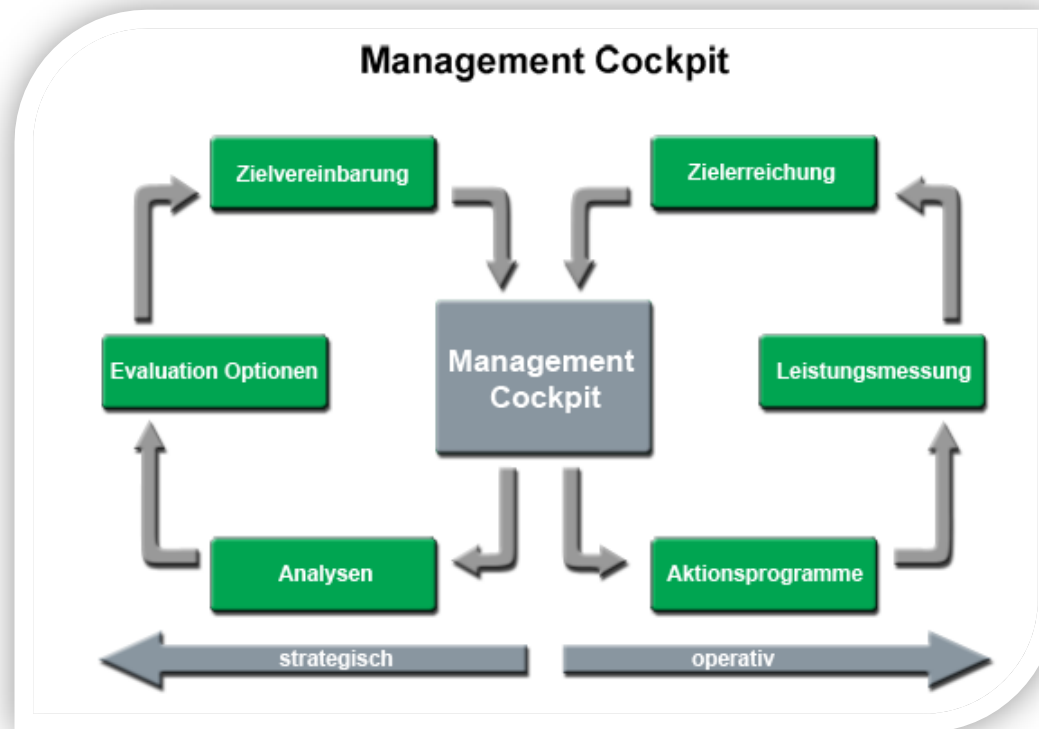 Management Cockpit
Zielvereinbarung
Zielerreichung
Evaluation Optionen
Management
Cockpit
Leistungsmessung
Analysen
Aktionsprogramme
strategisch
operativ